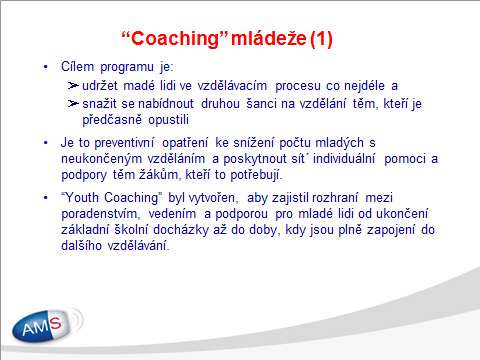 “Coaching” mládeže (1)
• Cílem programu je:
➢ udržet madé lidi ve vzdělávacím procesu co nejdéle a
➢ snažit se nabídnout druhou šanci na vzdělání těm, kteří je
předčasně opustili
• Je to preventivní opatření ke snížení počtu mladých s
neukončeným vzděláním a poskytnout sít´ individuální pomoci a
podpory těm žákům, kteří to potřebují.
• “Youth Coaching” byl vytvořen, aby zajistil rozhraní mezi
poradenstvím, vedením a podporou pro mladé lidi od ukončení
základní školní docházky až do doby, kdy jsou plně zapojení do
dalšího vzdělávání.
AMS